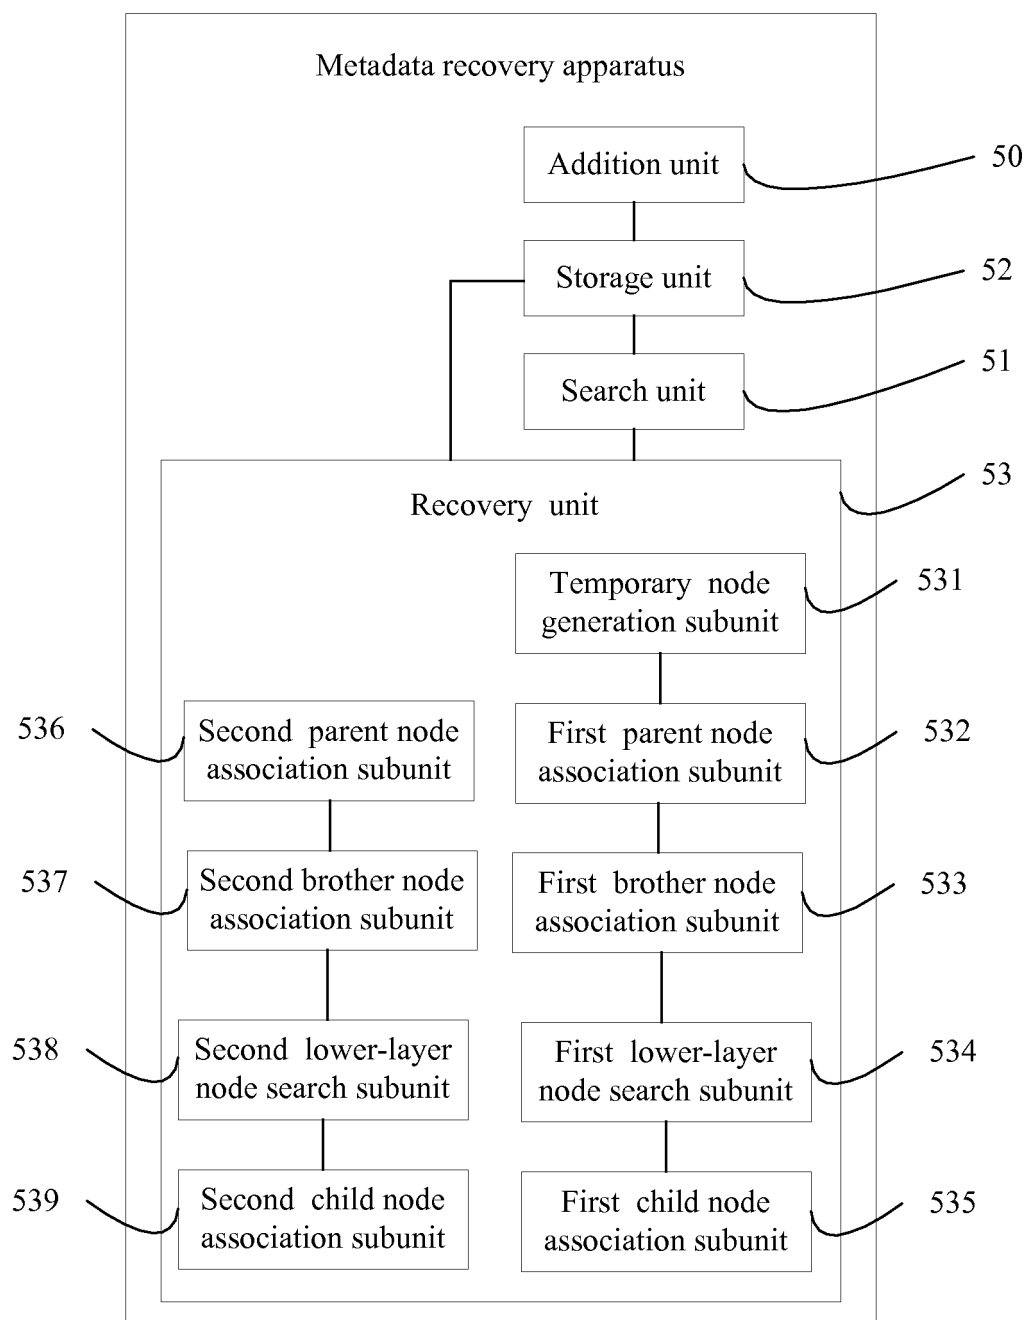 Metadata recovery apparatus
Addition unit
50
Storage unit
52
Search unit
51
Recovery unit
53
Temporary node
generation subunit
531
536
Second parent node
association subunit
First parent node
association subunit
532
537
Second brother node
association subunit
First brother node
association subunit
533
538
Second lower-layer
node search subunit
First lower-layer
node search subunit
534
539
Second child node
association subunit
First child node
association subunit
535